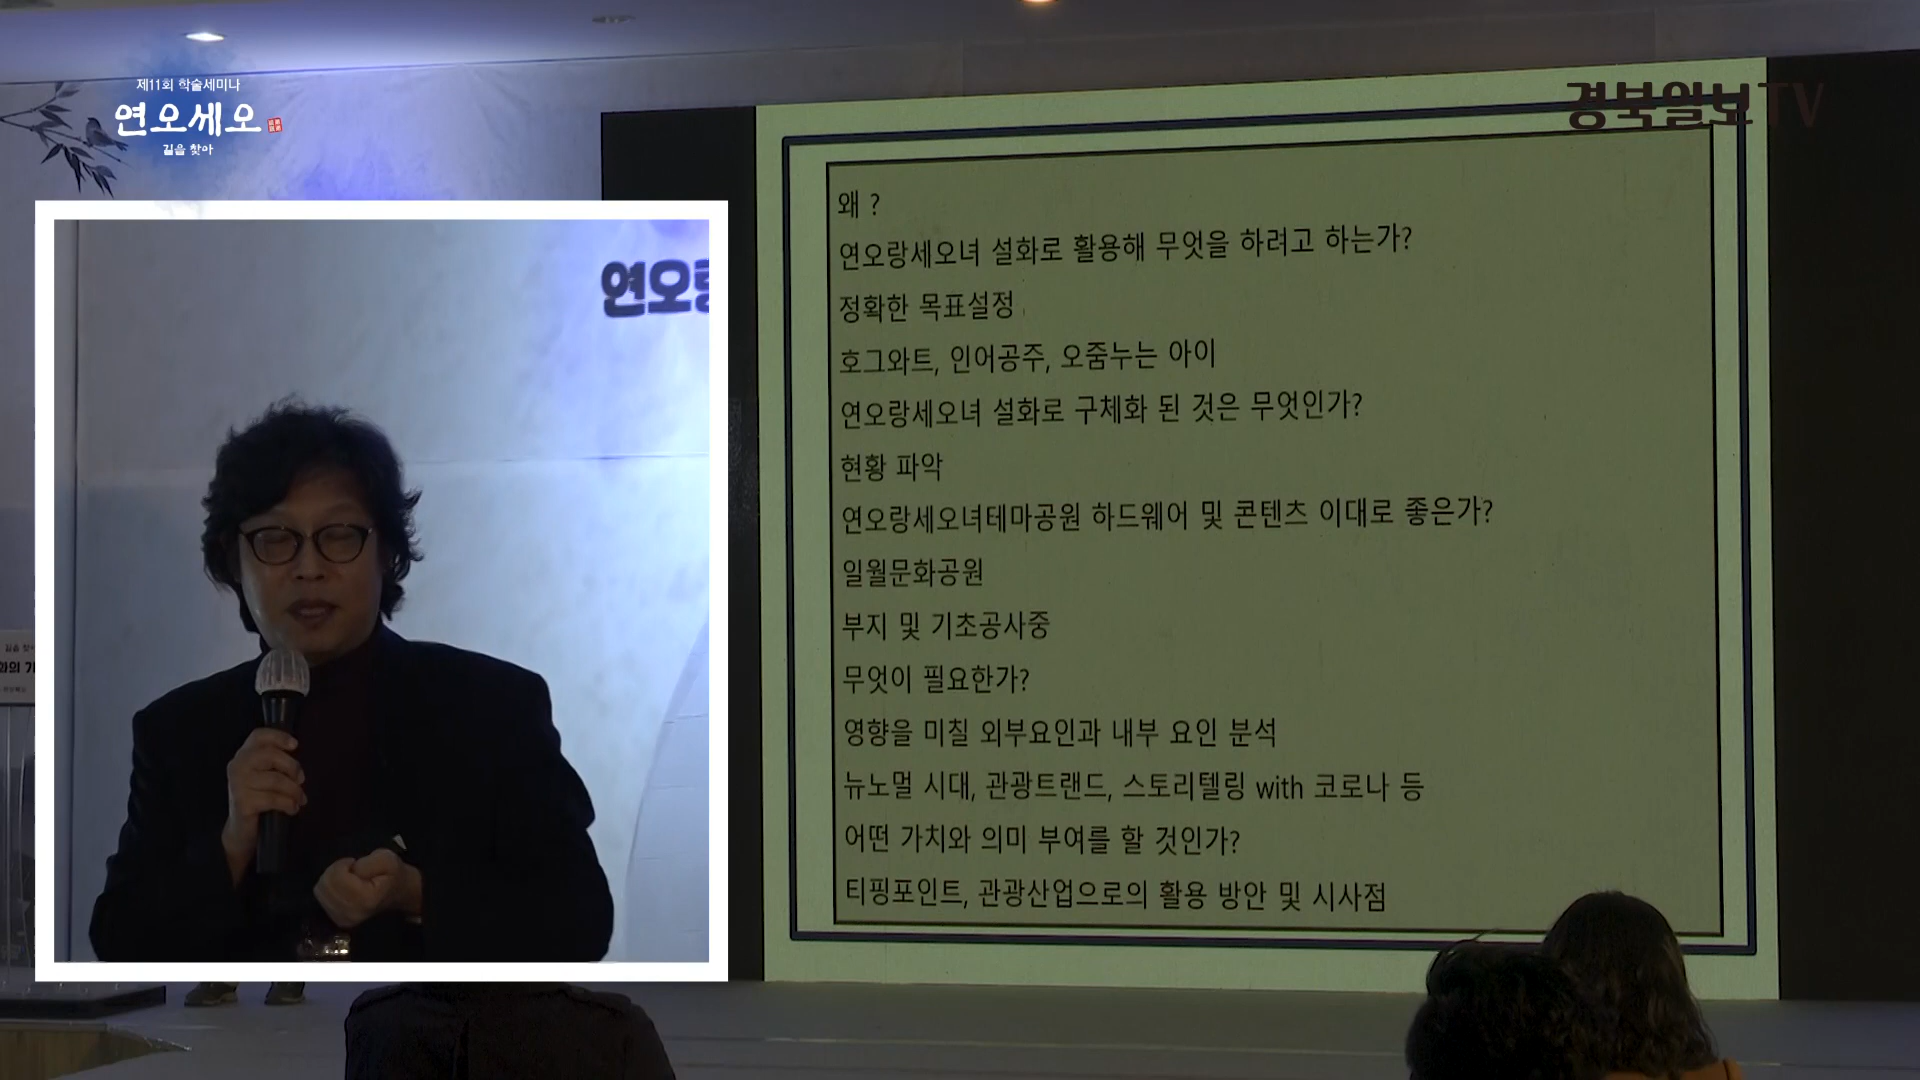 제11회 학술세미나
연오세오
길을 찾아
경북일보TV
연오랑
왜 ?
연오랑세오녀 설화로 활용해 무엇을 하려고 하는가?
정확한 목표설정
호그와트, 인어공주, 오줌누는 아이
연오랑세오녀 설화로 구체화 된 것은 무엇인가?
현황 파악
연오랑세오녀테마공원 하드웨어 및 콘텐츠 이대로 좋은가?
일월문화공원
부지 및 기초공사중
무엇이 필요한가?
영향을 미칠 외부요인과 내부 요인 분석
뉴노멀 시대, 관광트랜드, 스토리텔링 with 코로나 등
어떤 가치와 의미 부여를 할 것인가?
티핑포인트, 관광산업으로의 활용 방안 및 시사점
길을 찾아